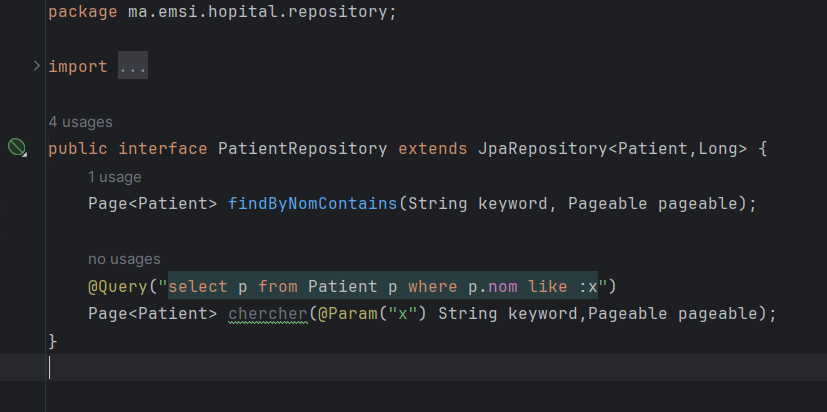 package ma.emsi.hopital.repository;
import ...
4 usages
public interface PatientRepository extends JpaRepository<Patient,Long> {
1 usage
Page<Patient> findByNomContains(String keyword, Pageable pageable);
no usages
@Query("select p from Patient p where p.nom like :x")
Page<Patient> chercher(@Param("x") String keyword,Pageable pageable);
}